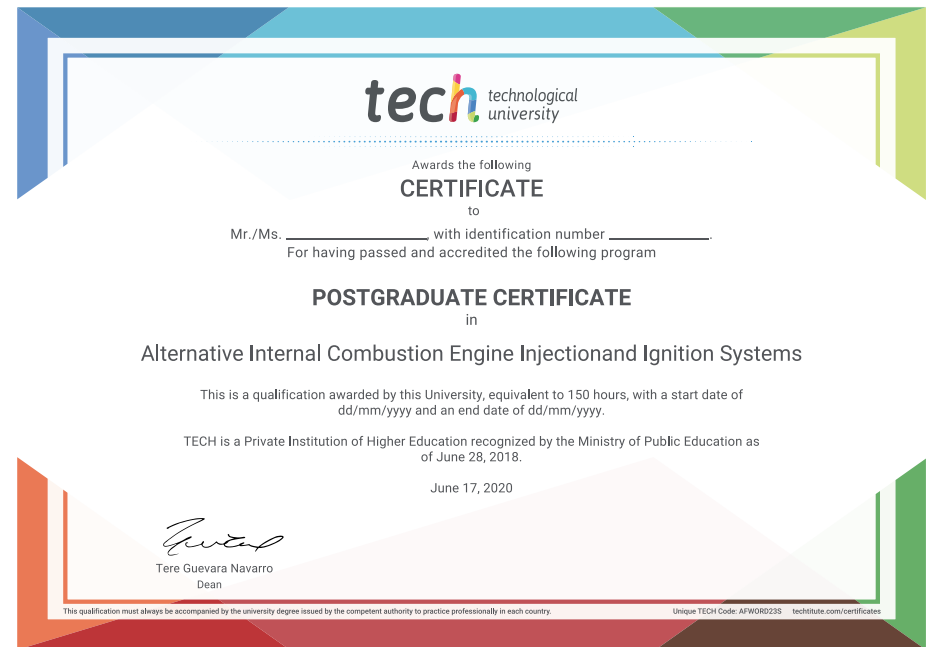 tech technological
university
Awards the following
CERTIFICATE
to
Mr./Ms. ____________________, with identification number ______________.
For having passed and accredited the following program
POSTGRADUATE CERTIFICATE
in
Alternative Internal Combustion Engine Injectionand Ignition Systems
This is a qualification awarded by this University, equivalent to 150 hours, with a start date of
dd/mm/yyyy and an end date of dd/mm/yyyy.
TECH is a Private Institution of Higher Education recognized by the Ministry of Public Education as
of June 28, 2018.
June 17, 2020
Tere Guevara Navarro
Dean
This qualification must always be accompanied by the university degree issued by the competent authority to practice professionally in each country.
Unique TECH Code: AFWORD23S techtitute.com/certificates